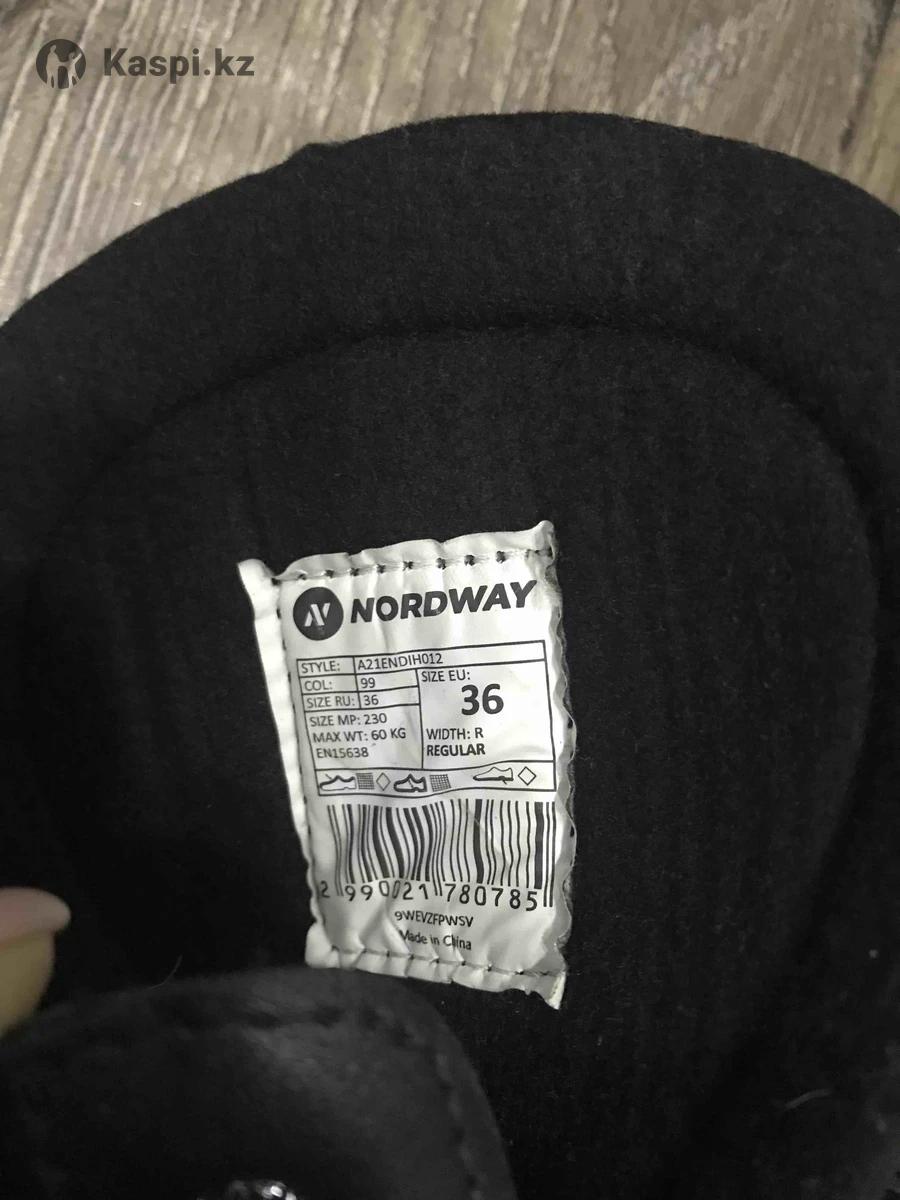 Kaspi.kz
NORDWAY
STYLE: A21ENDIH012
COL: 99
SIZE RU: 36
SIZE MP: 230
MAX WT: 60 KG
EN15638
SIZE EU:
36
WIDTH: R
REGULAR
2 990021 780785
9WEVZFPWSV
Made in China